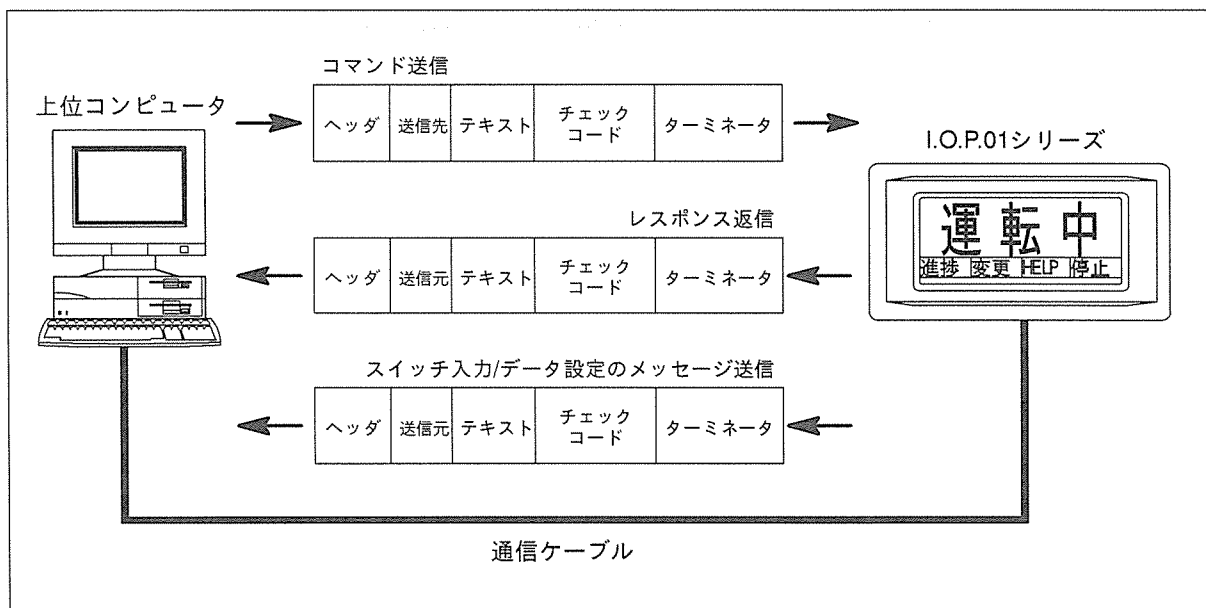 コマンド送信
上位コンピュータ
ヘッダ 送信先 テキスト チェックコード ターミネータ
I.O.P.01シリーズ
運転中
進捗 変更 HELP 停止
レスポンス返信
ヘッダ 送信元 テキスト チェックコード ターミネータ
スイッチ入力/データ設定のメッセージ送信
ヘッダ 送信元 テキスト チェックコード ターミネータ
通信ケーブル